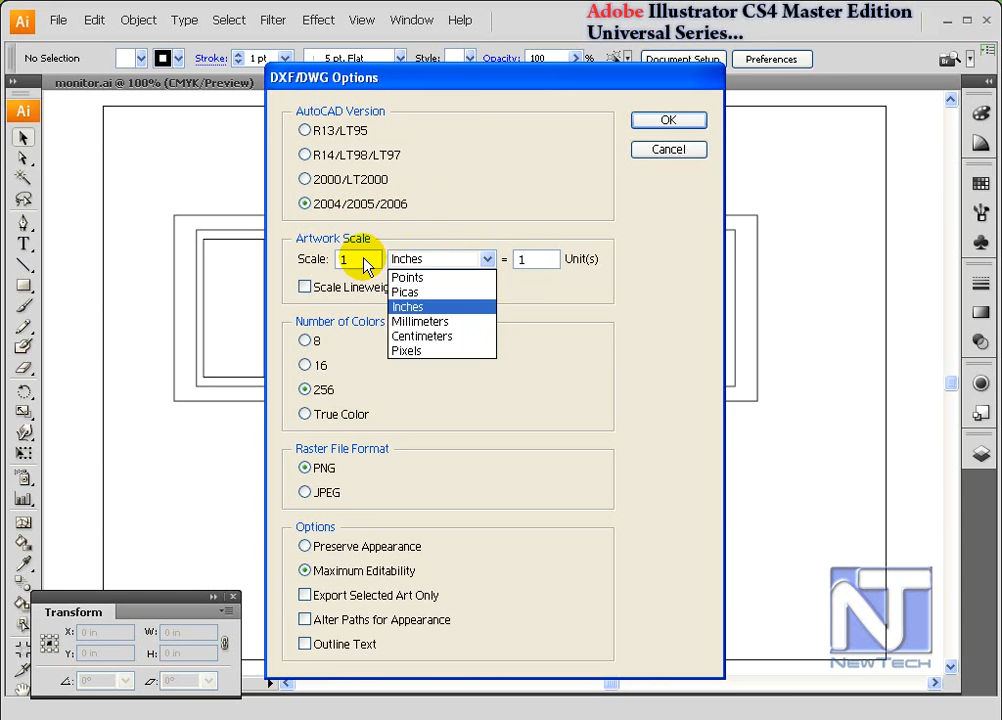 Ai File Edit Object Type Select Filter Effect View Window Help
Adobe Illustrator CS4 Master Edition
Universal Series...
No Selection Stroke: 1 pt 5 pt. Flat Style: Opacity: 100 % Document Setup Preferences
monitor.ai @ 100% (CMYK/Preview)
DXF/DWG Options
Ai
AutoCAD Version
R13/LT95
R14/LT98/LT97
2000/LT2000
2004/2005/2006
OK
Cancel
Artwork Scale
Scale: 1 Inches = 1 Unit(s)
Scale Lineweig
Points
Picas
Inches
Millimeters
Centimeters
Pixels
Number of Colors
8
16
256
True Color
Raster File Format
PNG
JPEG
Options
Preserve Appearance
Maximum Editability
Export Selected Art Only
Alter Paths for Appearance
Outline Text
Transform
X: 0 in W: 0 in
Y: 0 in H: 0 in
0° 0°
NT
NEWTECH